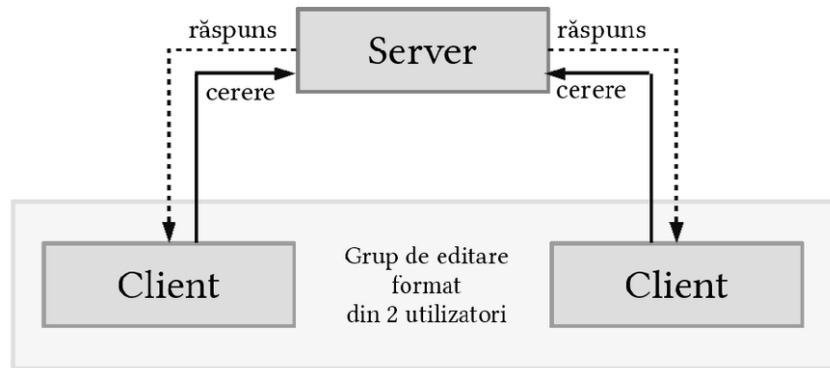 răspuns
Server
răspuns
cerere
cerere
Client
Grup de editare
format
din 2 utilizatori
Client